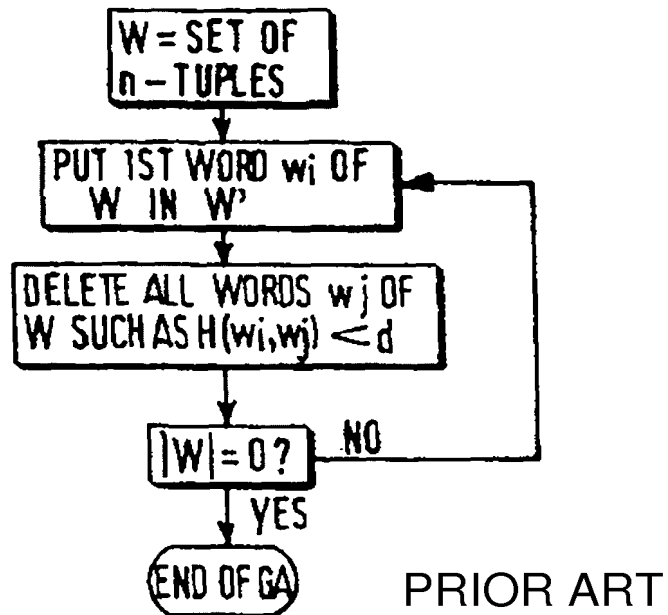 W = SET OF
n - TUPLES
PUT 1ST WORD wi OF
W IN W'
DELETE ALL WORDS wj OF
W SUCH AS H(wi,wj) < d
|W| = 0?
NO
YES
END OF GA
PRIOR ART